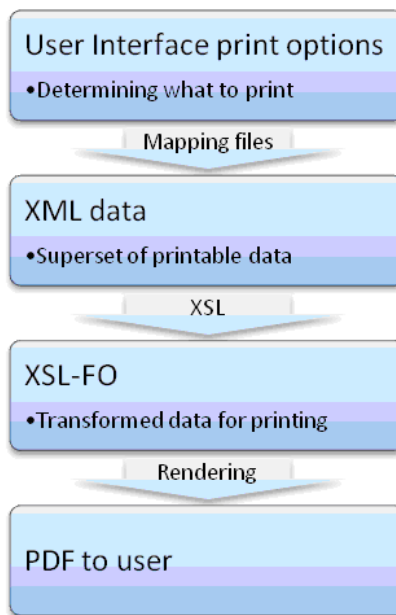 User Interface print options
•Determining what to print
Mapping files
XML data
•Superset of printable data
XSL
XSL-FO
•Transformed data for printing
Rendering
PDF to user